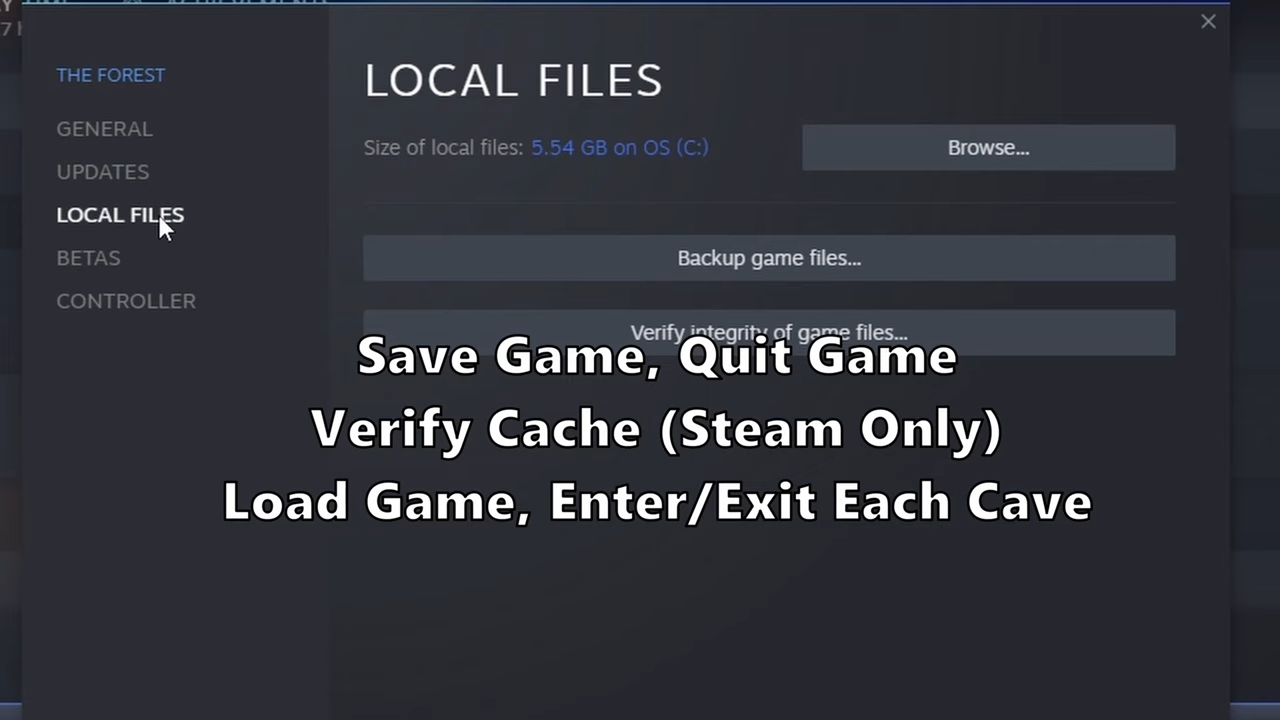 THE FOREST
GENERAL
UPDATES
LOCAL FILES
BETAS
CONTROLLER
LOCAL FILES
Size of local files: 5.54 GB on OS (C:)
Browse...
Backup game files...
Verify integrity of game files...
Save Game, Quit Game
Verify Cache (Steam Only)
Load Game, Enter/Exit Each Cave